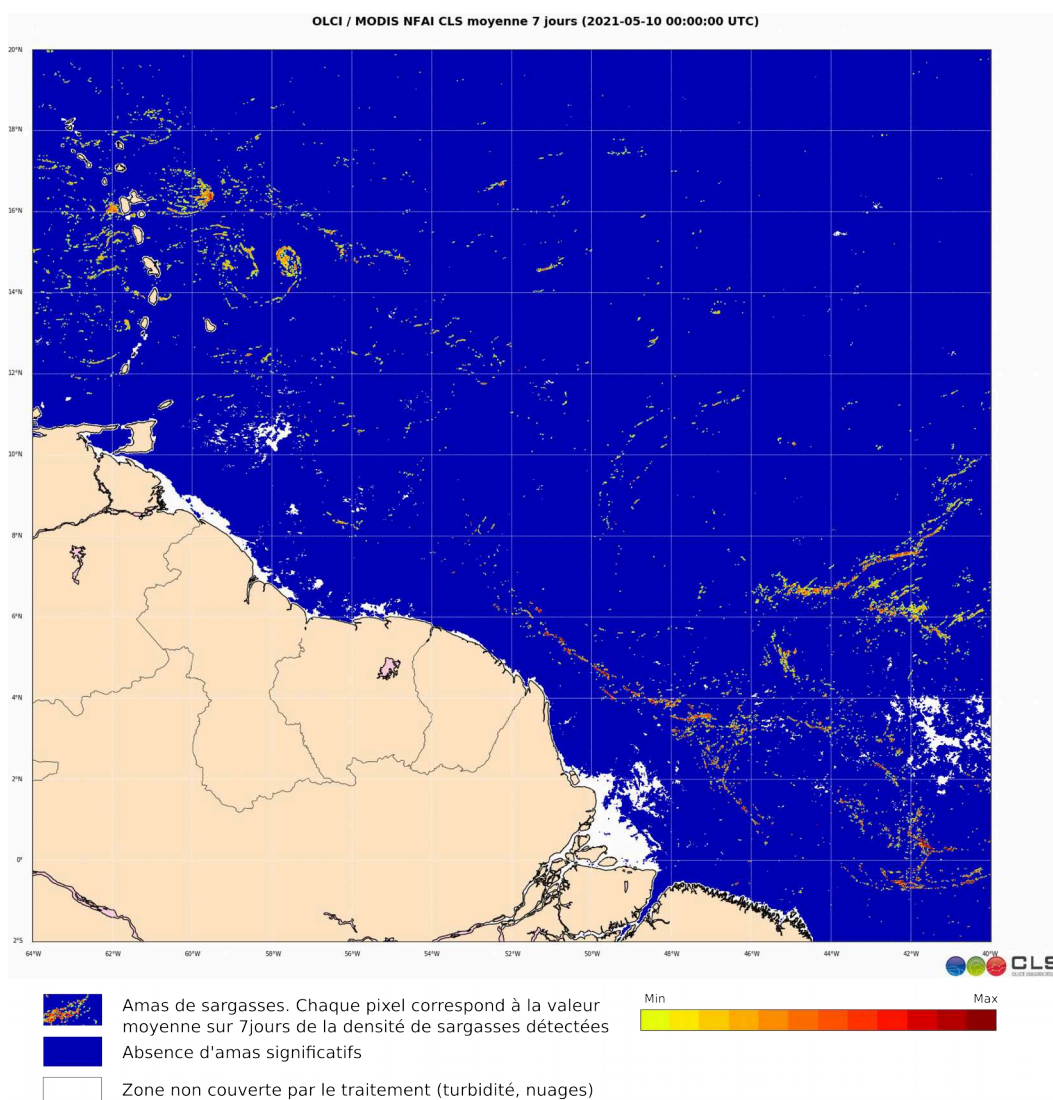 OLCI / MODIS NFAI CLS moyenne 7 jours (2021-05-10 00:00:00 UTC)
20°N
18°N
16°N
14°N
12°N
10°N
8°N
6°N
4°N
2°N
0°
2°S
64°W 62°W 60°W 58°W 56°W 54°W 52°W 50°W 48°W 46°W 44°W 42°W 40°W
CLS
Amas de sargasses. Chaque pixel correspond à la valeur
moyenne sur 7jours de la densité de sargasses détectées
Min Max
Absence d'amas significatifs
Zone non couverte par le traitement (turbidité, nuages)